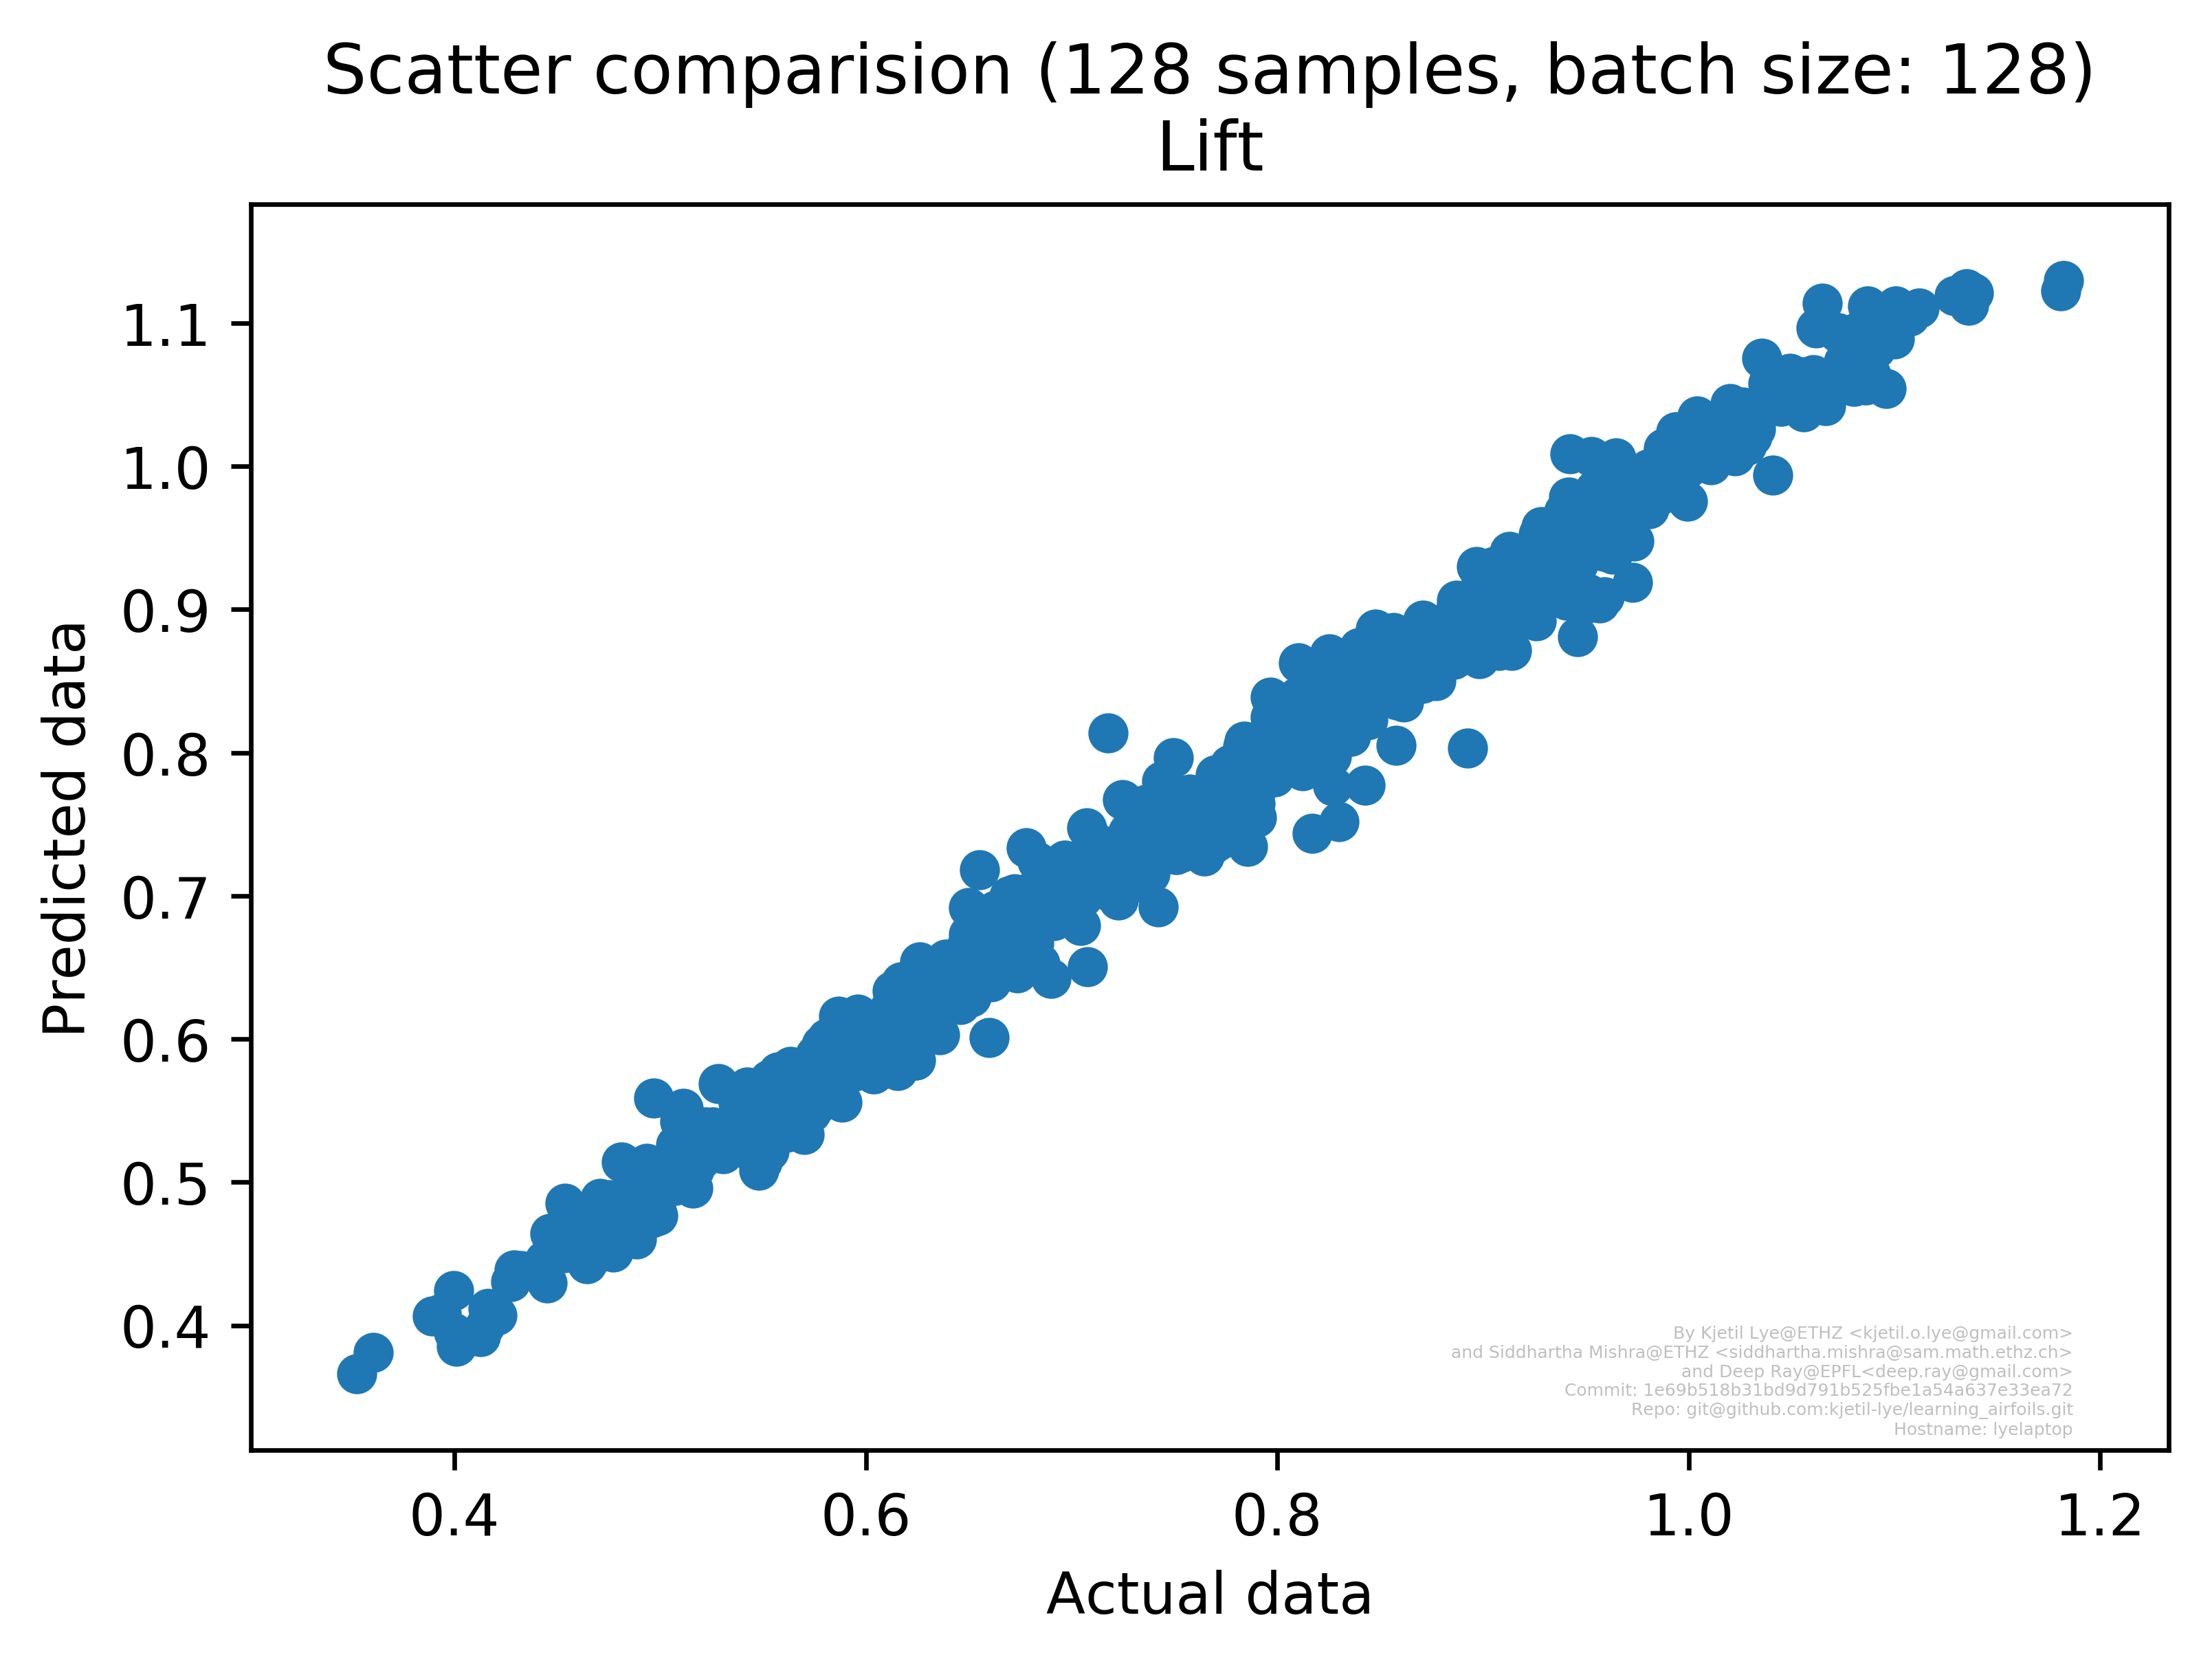 Scatter comparision (128 samples, batch size: 128)
Lift
1.1
1.0
0.9
0.8
0.7
0.6
0.5
0.4
Predicted data
By Kjetil Lye@ETHZ <kjetil.o.lye@gmail.com>
and Siddhartha Mishra@ETHZ <siddhartha.mishra@sam.math.ethz.ch>
and Deep Ray@EPFL<deep.ray@gmail.com>
Commit: 1e69b518b31bd9d791b525fbe1a54a637e33ea72
Repo: git@github.com:kjetil-lye/learning_airfoils.git
Hostname: lyelaptop
0.4 0.6 0.8 1.0 1.2
Actual data